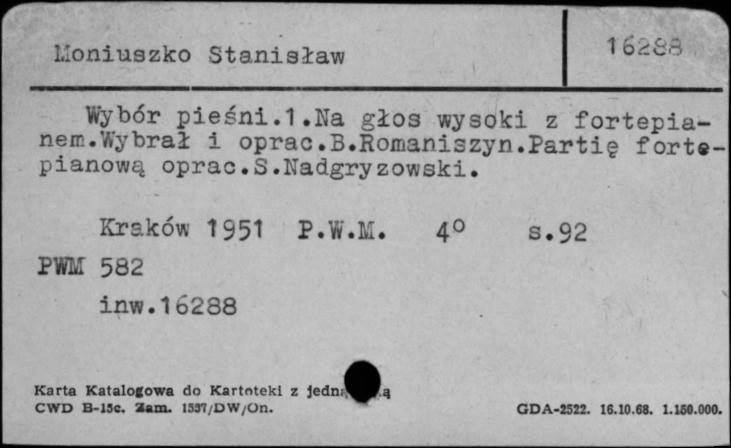 Moniuszko Stanisław
16288
Wybór pieśni.1.Na głos wysoki z fortepia-
nem.Wybrał i oprac.B.Romaniszyn.Partię forte-
pianową oprac.S.Nadgryzowski.
Kraków 1951 P.W.M. 4º s.92
PWM 582
inw.16288
Karta Katalogowa do Kartoteki z
CWD B-15c. Zam. 1537/DW/On.
GDA-2522. 16.10.68. 1.150.000.